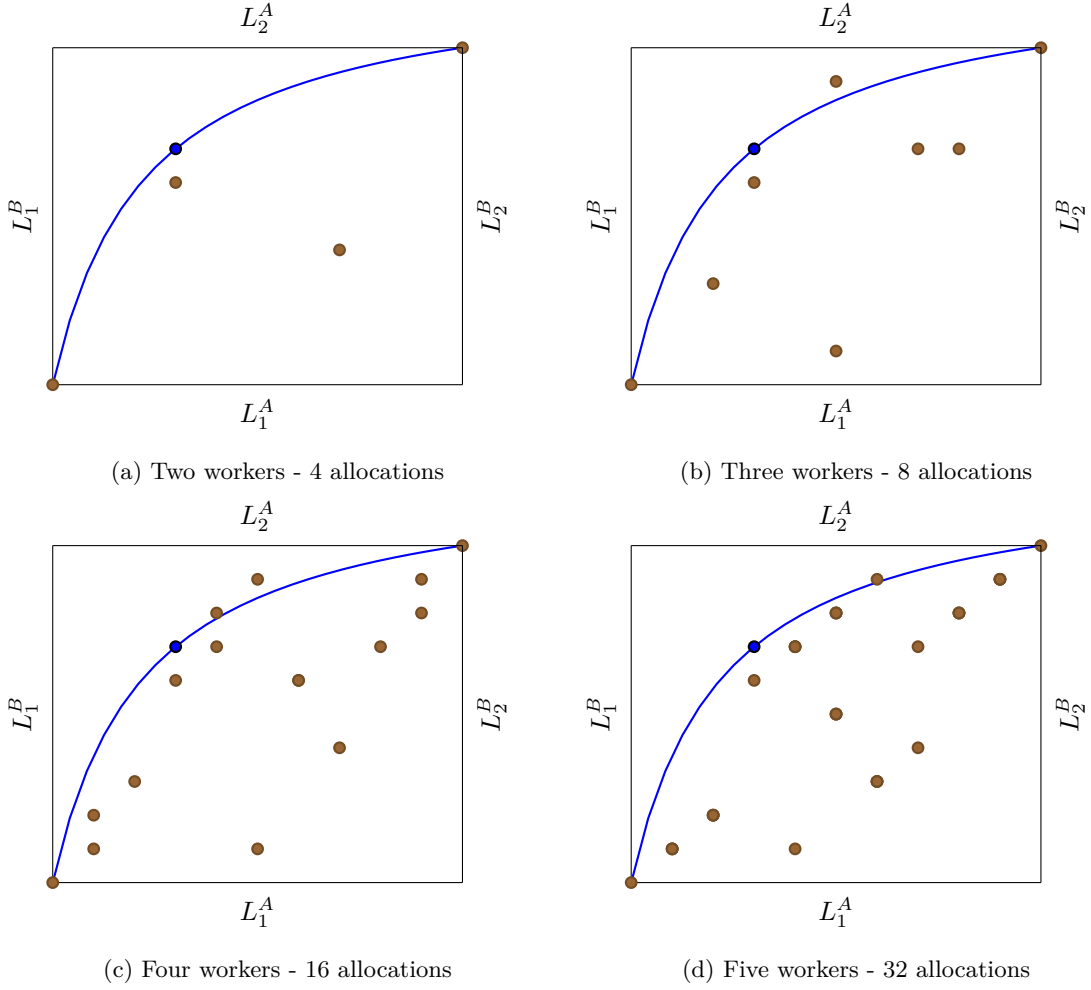 L_2^A
L_2^A
L_1^B
L_2^B
L_1^B
L_2^B
L_1^A
L_1^A
(a) Two workers - 4 allocations
(b) Three workers - 8 allocations
L_2^A
L_2^A
L_1^B
L_2^B
L_1^B
L_2^B
L_1^A
L_1^A
(c) Four workers - 16 allocations
(d) Five workers - 32 allocations